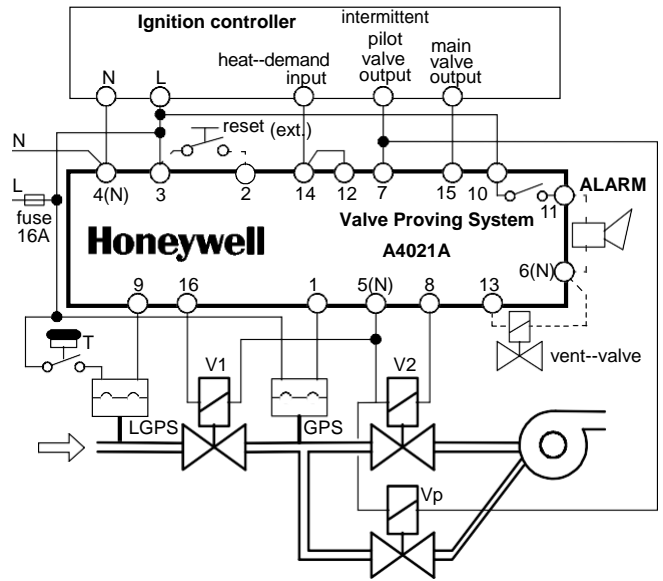 Ignition controller
intermittent
pilot
valve
output
main
valve
output
heat--demand
input
N
L
reset (ext.)
N
L
fuse
16A
4(N)
3
2
14
12
7
15
10
11
ALARM
Valve Proving System
Honeywell
A4021A
6(N)
9
16
1
5(N)
8
13
T
V1
V2
vent--valve
LGPS
GPS
Vp